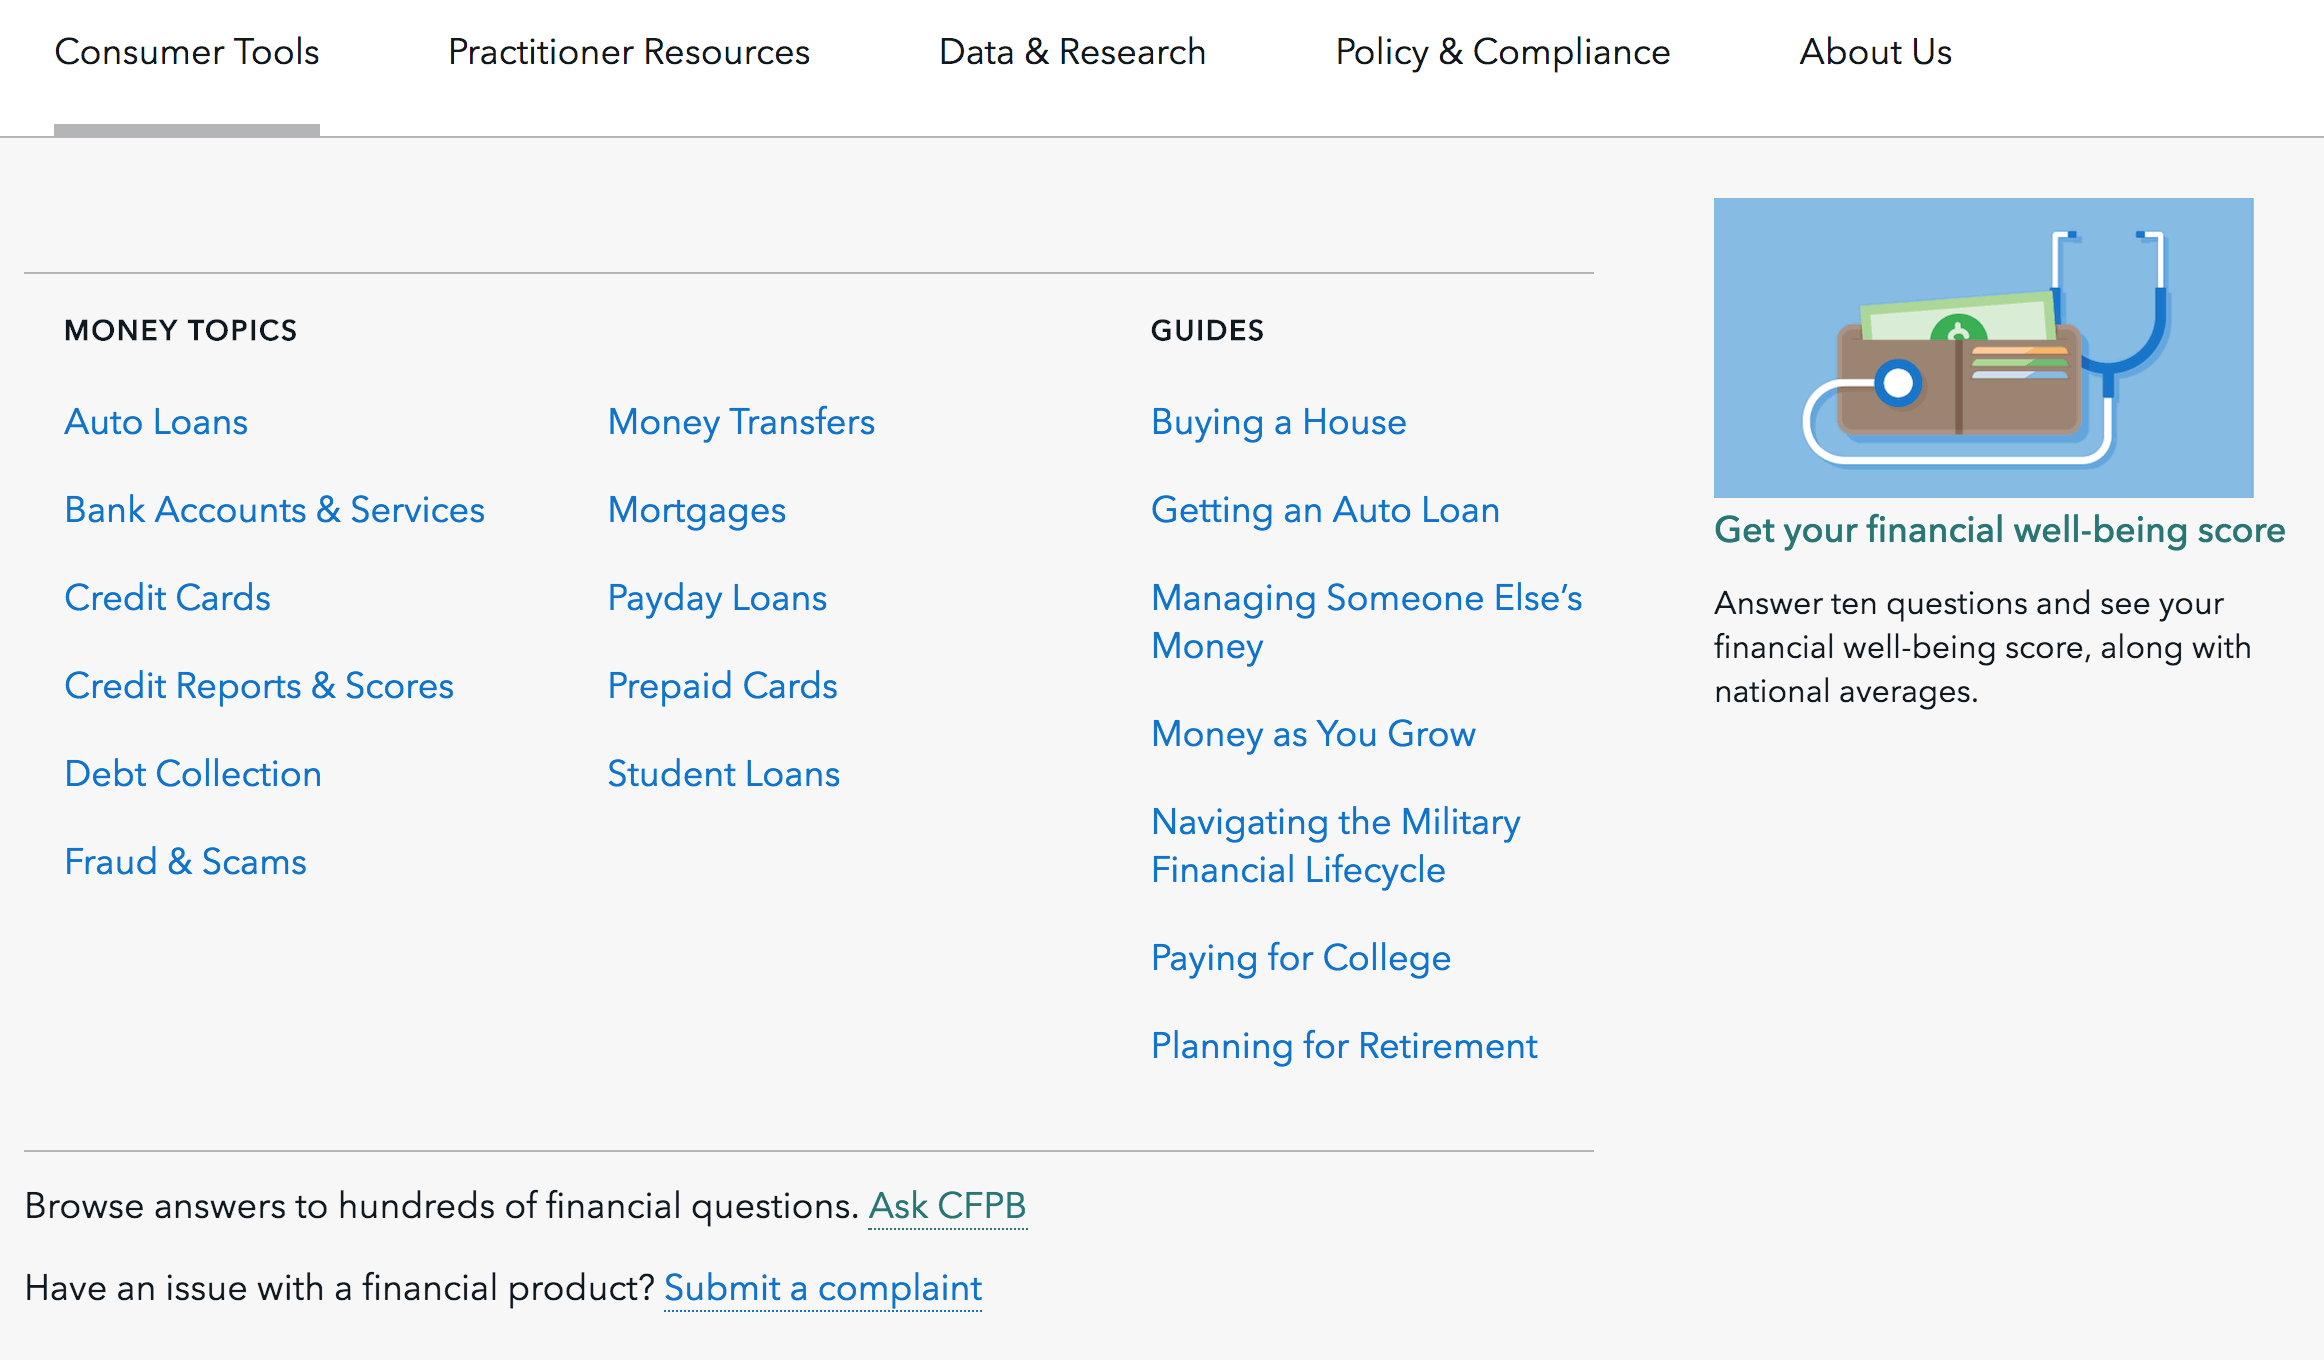 Consumer Tools
Practitioner Resources
Data & Research
Policy & Compliance
About Us
MONEY TOPICS
Auto Loans
Bank Accounts & Services
Credit Cards
Credit Reports & Scores
Debt Collection
Fraud & Scams
Money Transfers
Mortgages
Payday Loans
Prepaid Cards
Student Loans
GUIDES
Buying a House
Getting an Auto Loan
Managing Someone Else’s
Money
Money as You Grow
Navigating the Military
Financial Lifecycle
Paying for College
Planning for Retirement
$
Get your financial well-being score
Answer ten questions and see your
financial well-being score, along with
national averages.
Browse answers to hundreds of financial questions. Ask CFPB
Have an issue with a financial product? Submit a complaint